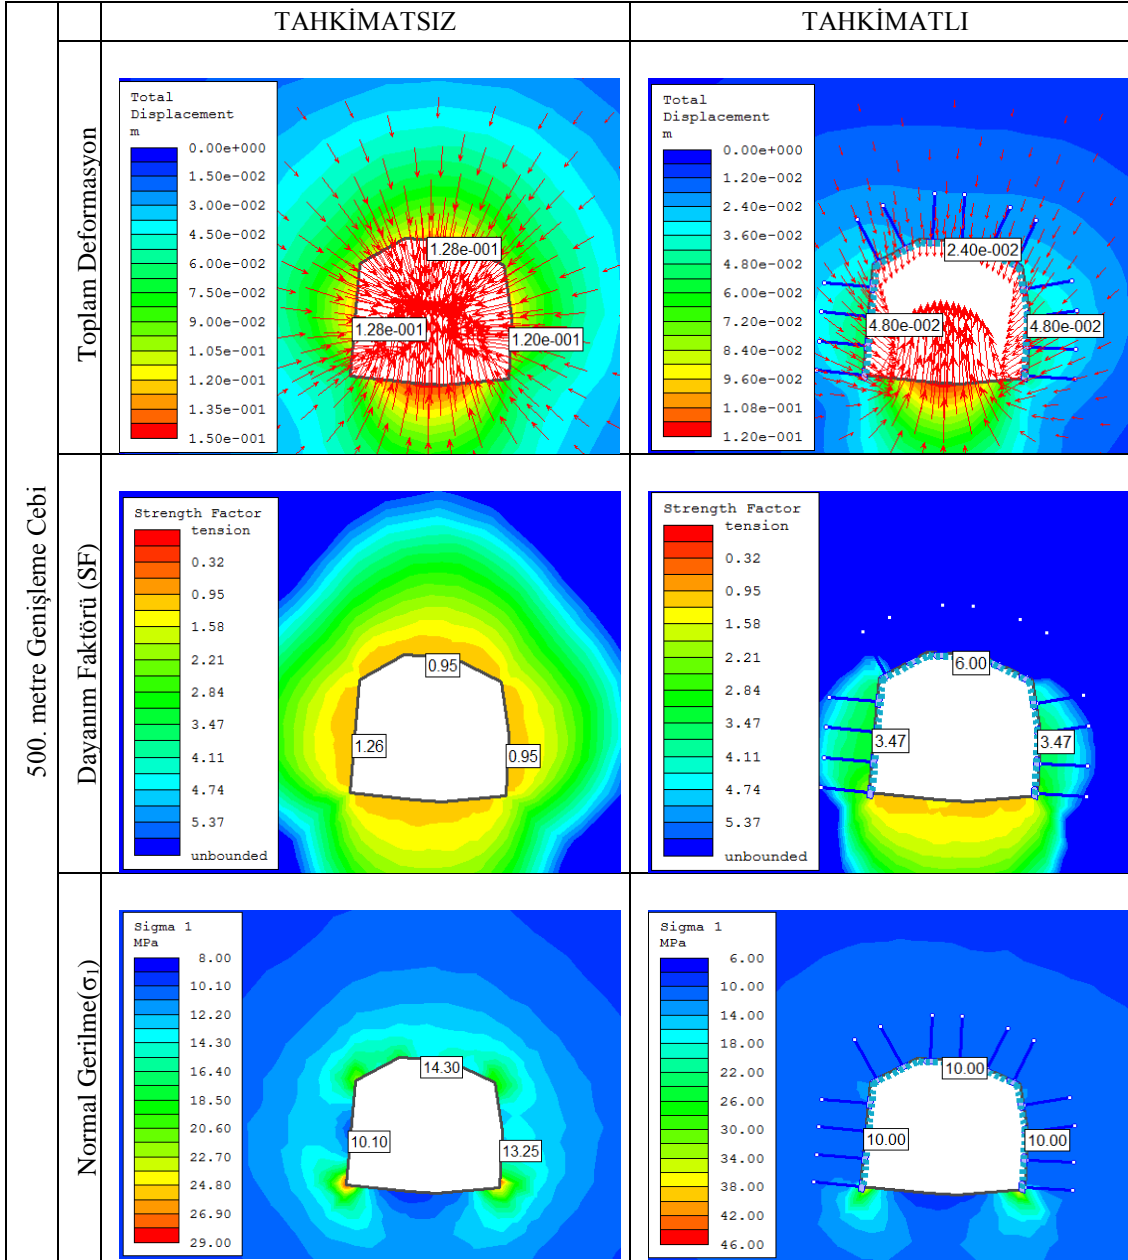 TAHKİMATSIZ
TAHKİMATLI
500. metre Genişleme Cebi
Toplam Deformasyon
Total
Displacement
m
0.00e+000
1.50e-002
3.00e-002
4.50e-002
6.00e-002
7.50e-002
9.00e-002
1.05e-001
1.20e-001
1.35e-001
1.50e-001
1.28e-001
1.28e-001
1.20e-001
Total
Displacement
m
0.00e+000
1.20e-002
2.40e-002
3.60e-002
4.80e-002
6.00e-002
7.20e-002
8.40e-002
9.60e-002
1.08e-001
1.20e-001
2.40e-002
4.80e-002
4.80e-002
Dayanım Faktörü (SF)
Strength Factor
tension
0.32
0.95
1.58
2.21
2.84
3.47
4.11
4.74
5.37
unbounded
0.95
1.26
0.95
Strength Factor
tension
0.32
0.95
1.58
2.21
2.84
3.47
4.11
4.74
5.37
unbounded
6.00
3.47
3.47
Normal Gerilme(σ1)
Sigma 1
MPa
8.00
10.10
12.20
14.30
16.40
18.50
20.60
22.70
24.80
26.90
29.00
14.30
10.10
13.25
Sigma 1
MPa
6.00
10.00
14.00
18.00
22.00
26.00
30.00
34.00
38.00
42.00
46.00
10.00
10.00
10.00